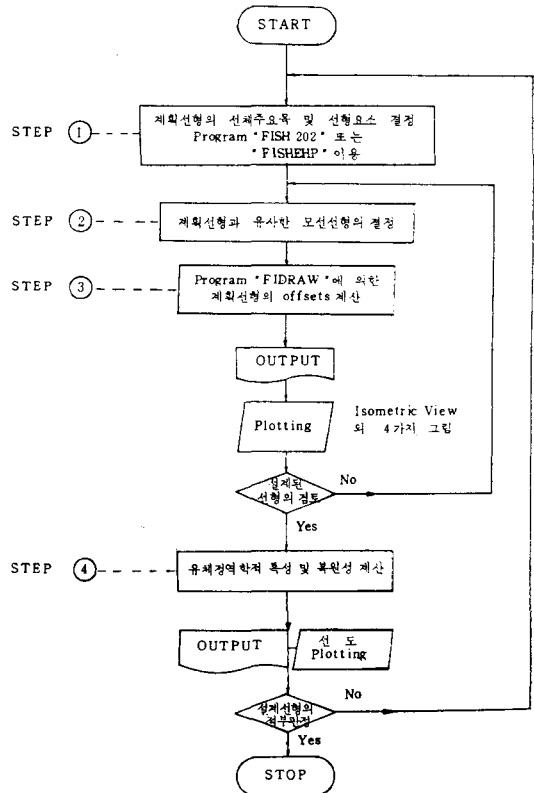 START
STEP ①
계획선형의 선체주요목 및 선형요소 결정
Program "FISH 202" 또는
"FISHEHP" 이용
STEP ②
계획선형과 유사한 모선선형의 결정
STEP ③
Program "FIDRAW"에 의한
계획선형의 offsets 계산
OUTPUT
Plotting
Isometric View
외 4가지 그림
설계된
선형의 검토
No
Yes
STEP ④
유체정역학적 특성 및 복원성 계산
OUTPUT
선 도
Plotting
설계선형의
적부판정
No
Yes
STOP